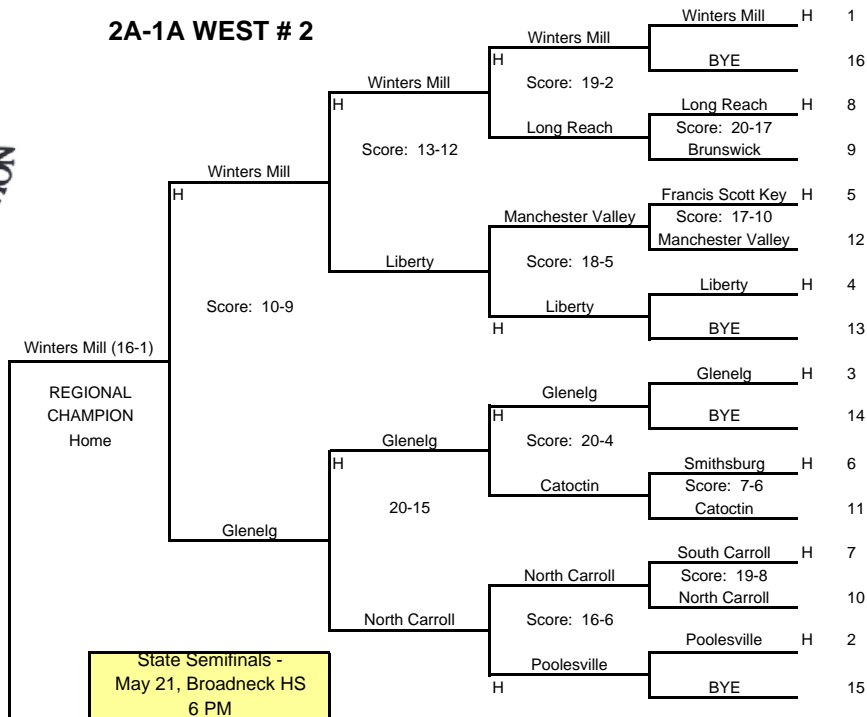 2A-1A WEST # 2
Winters Mill H 1
Winters Mill
H
BYE 16
Winters Mill
H
Score: 19-2
Long Reach H 8
Long Reach
Score: 20-17
Brunswick 9
Score: 13-12
Winters Mill
H
Francis Scott Key H 5
Manchester Valley
Score: 17-10
Manchester Valley 12
Liberty
Score: 18-5
Liberty H 4
Liberty
H
BYE 13
Score: 10-9
Winters Mill (16-1)
REGIONAL
CHAMPION
Home
Glenelg H 3
Glenelg
H
BYE 14
Glenelg
H
Score: 20-4
Smithsburg H 6
Catoctin
Score: 7-6
Catoctin 11
20-15
Glenelg
South Carroll H 7
North Carroll
Score: 19-8
North Carroll 10
North Carroll
Score: 16-6
Poolesville H 2
Poolesville
H
BYE 15
State Semifinals -
May 21, Broadneck HS
6 PM